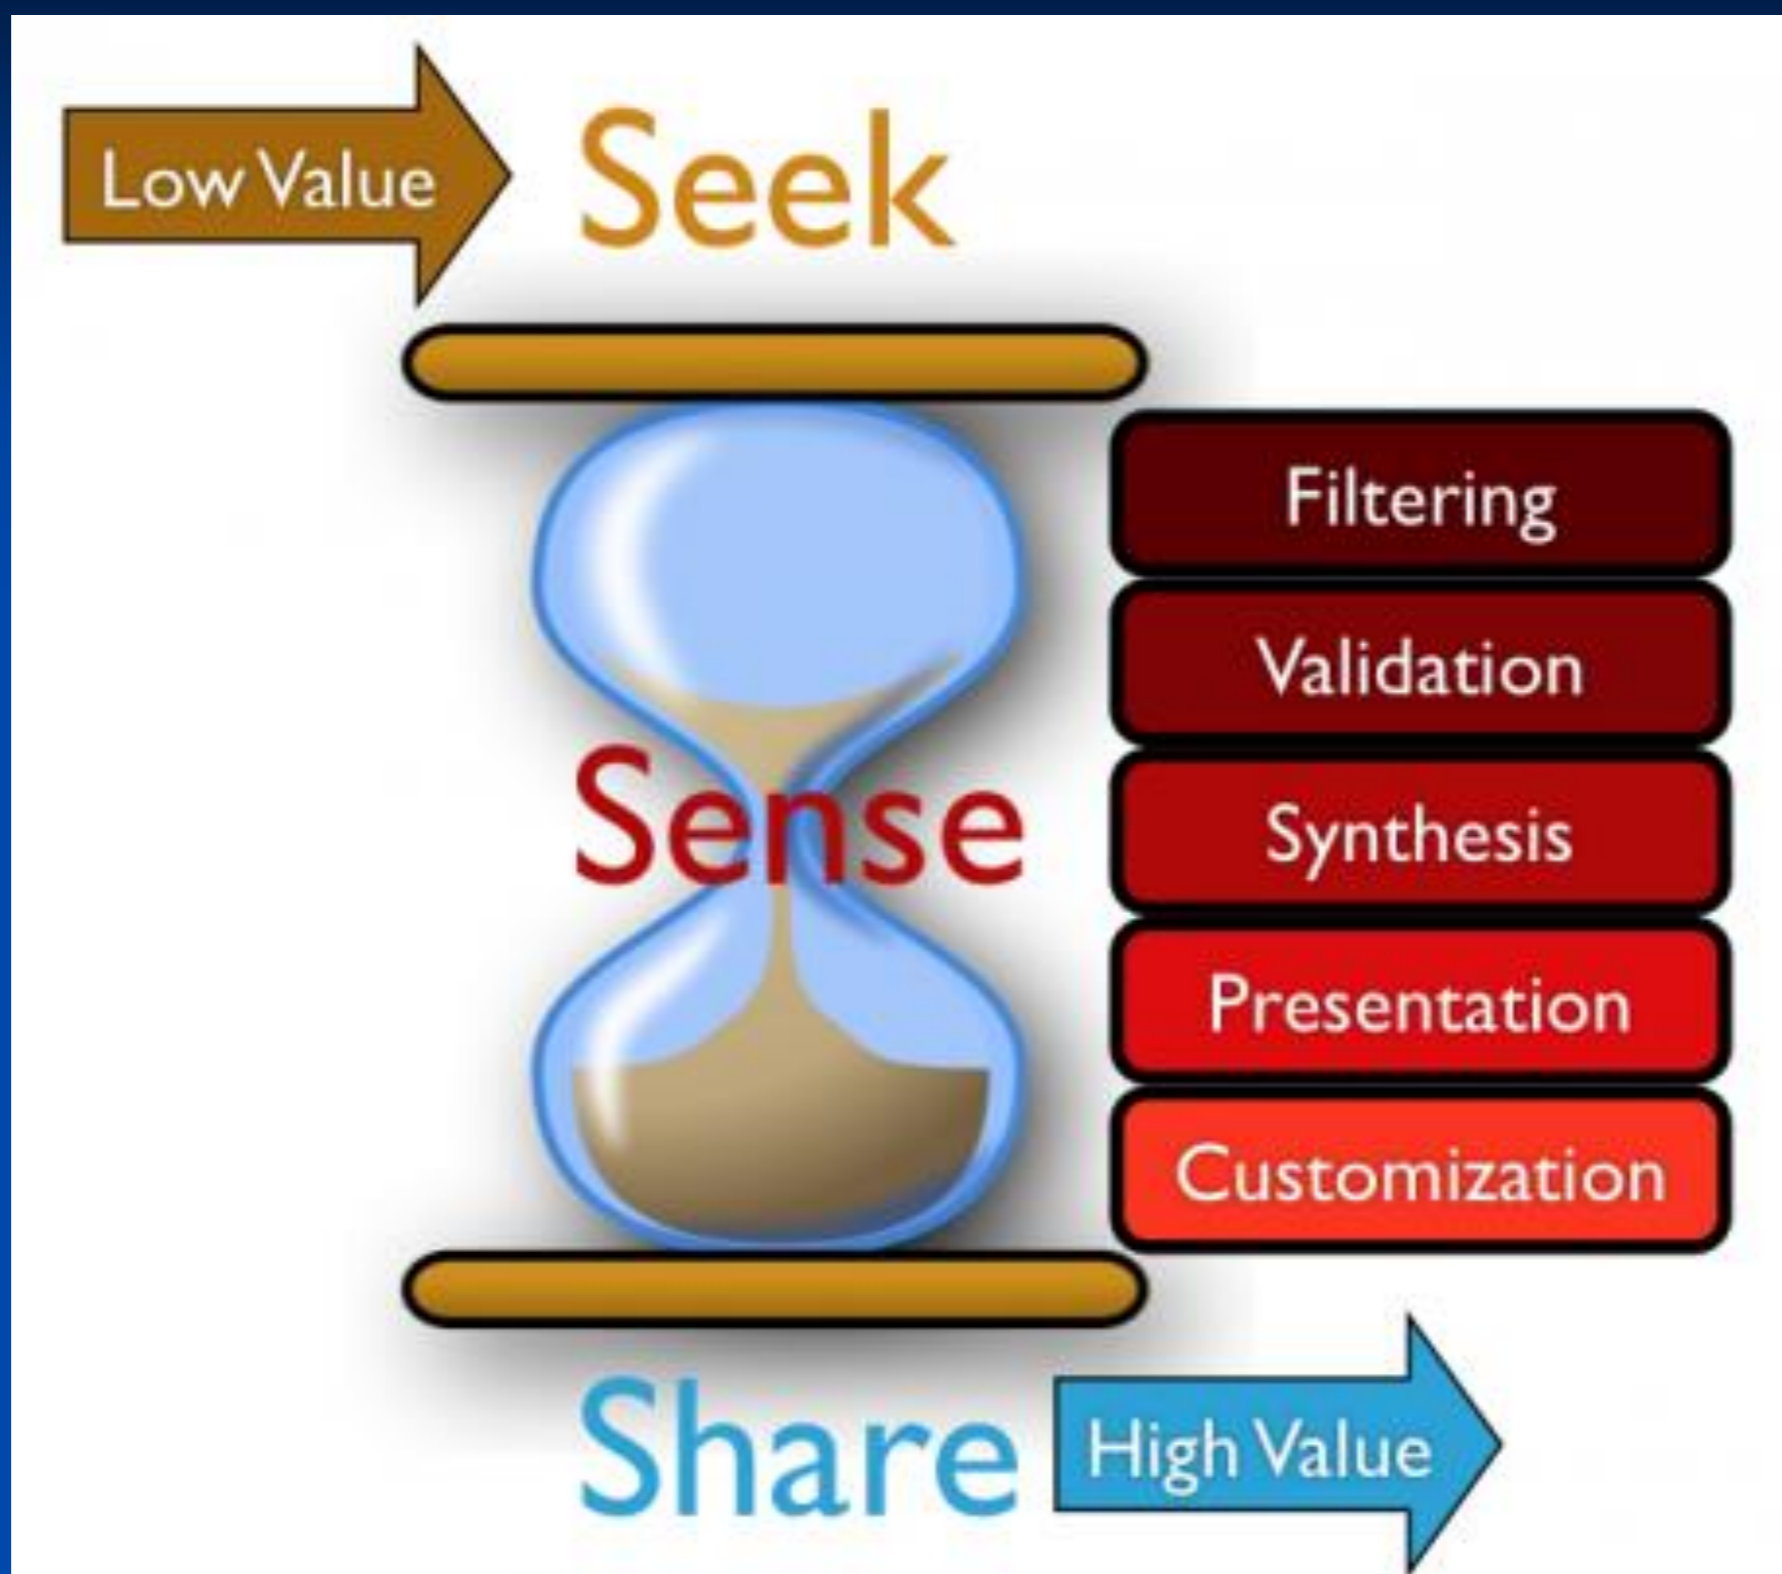 Low Value
Seek
Filtering
Validation
Sense
Synthesis
Presentation
Customization
Share
High Value